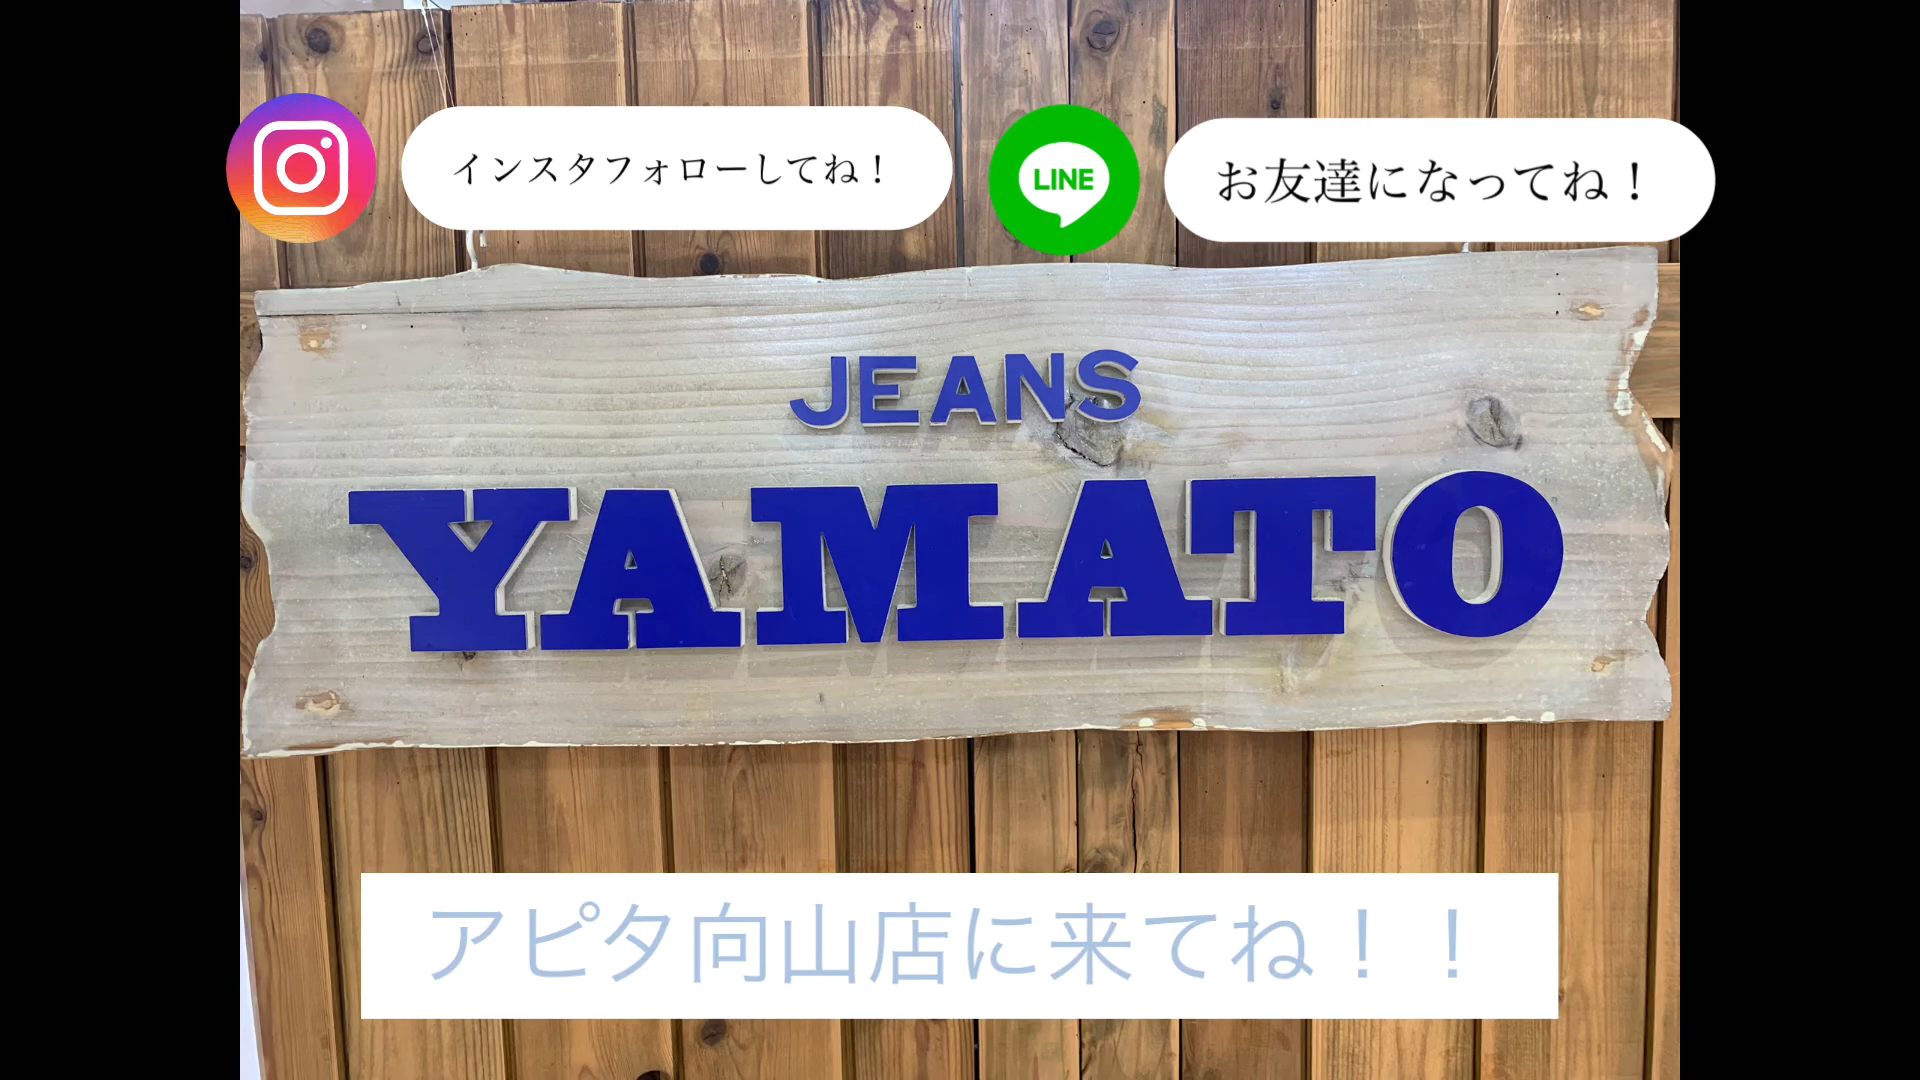 インスタフォローしてね！
LINE
お友達になってね！
JEANS
YAMATO
アピタ向山店に来てね！！